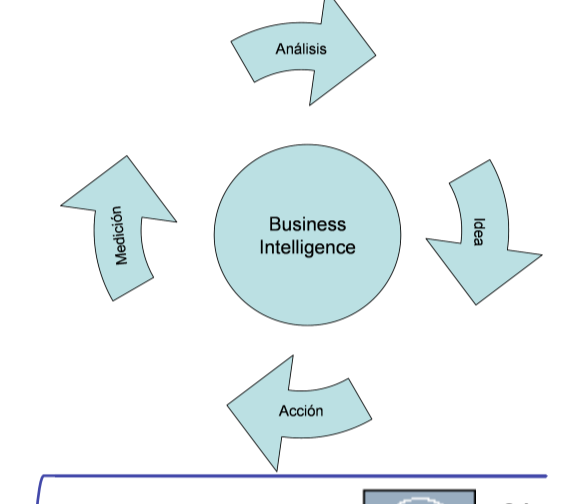 Análisis
Business
Intelligence
Idea
Medición
Acción